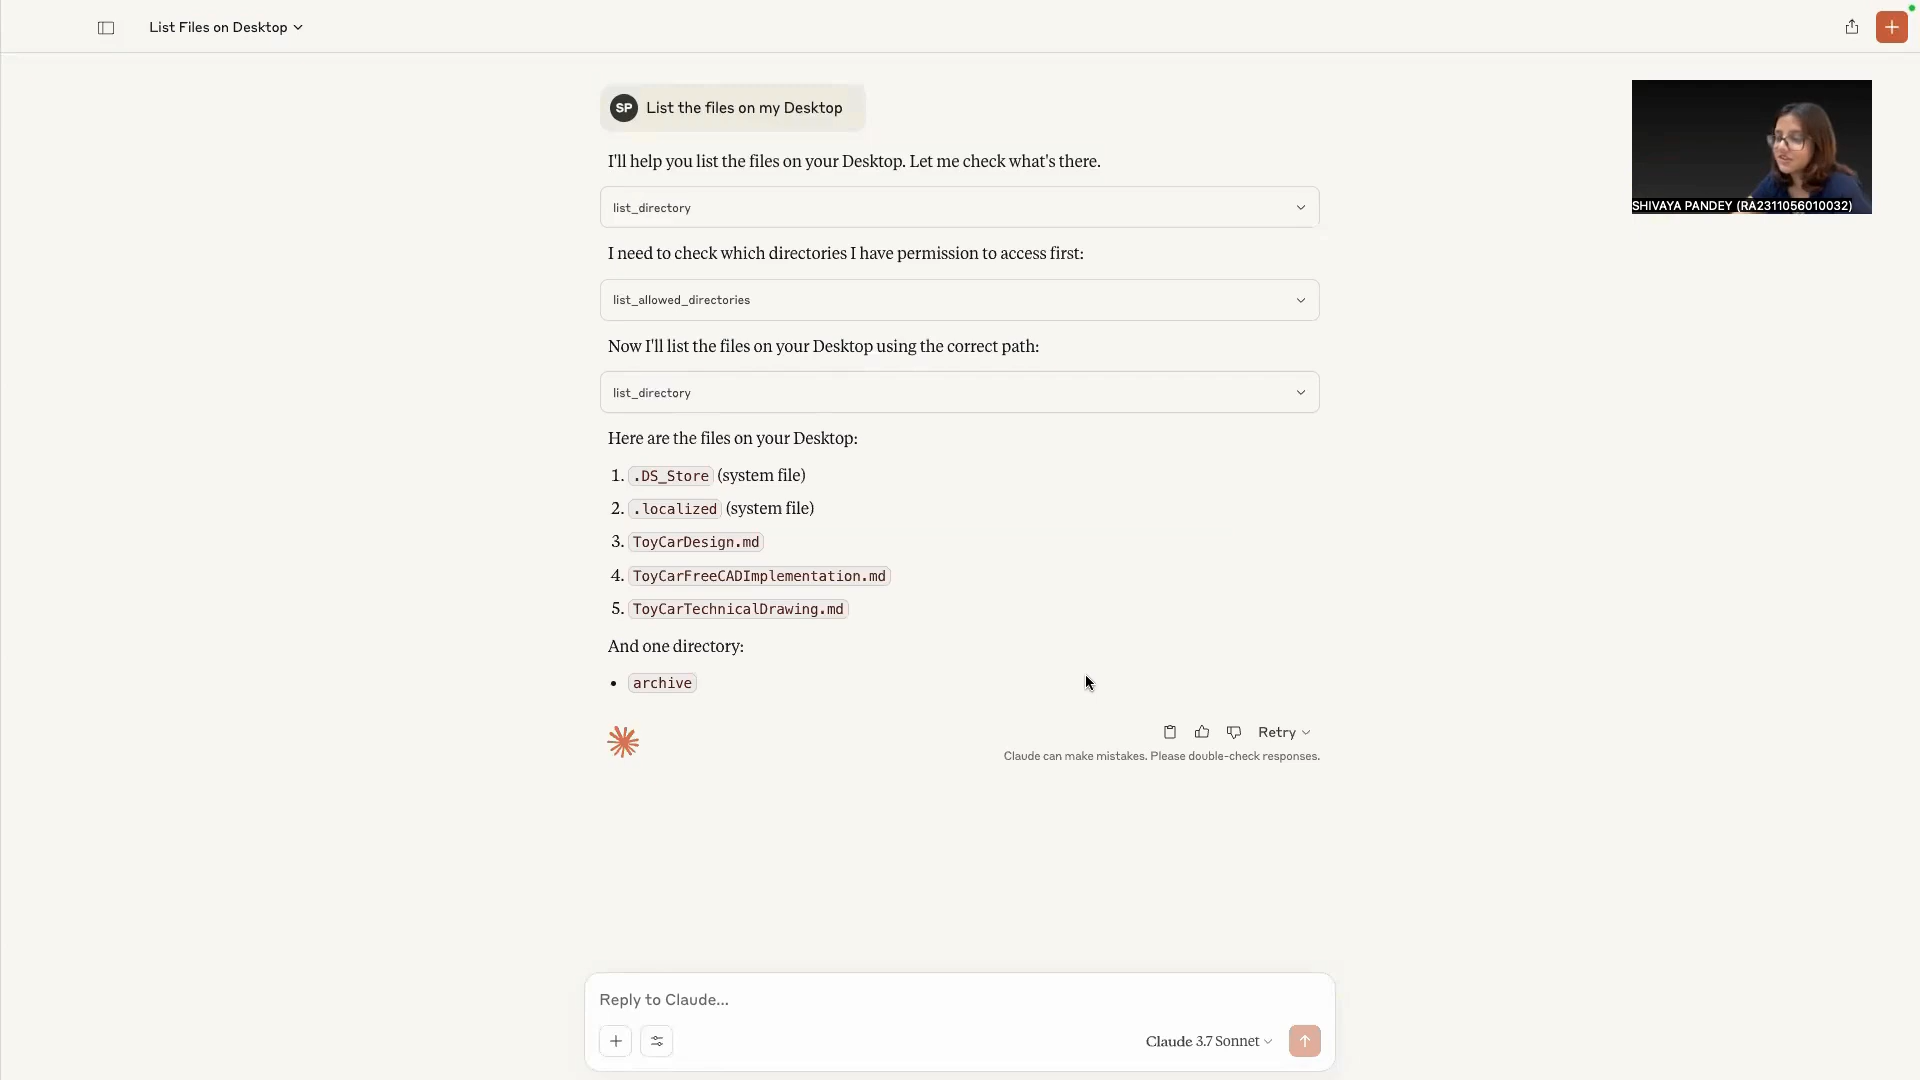 List Files on Desktop
SP List the files on my Desktop
SHIVAYA PANDEY (RA2311056010032)
I'll help you list the files on your Desktop. Let me check what's there.
list_directory
I need to check which directories I have permission to access first:
list_allowed_directories
Now I'll list the files on your Desktop using the correct path:
list_directory
Here are the files on your Desktop:
1. .DS_Store (system file)
2. .localized (system file)
3. ToyCarDesign.md
4. ToyCarFreeCADImplementation.md
5. ToyCarTechnicalDrawing.md
And one directory:
• archive
Retry
Claude can make mistakes. Please double-check responses.
Reply to Claude...
Claude 3.7 Sonnet